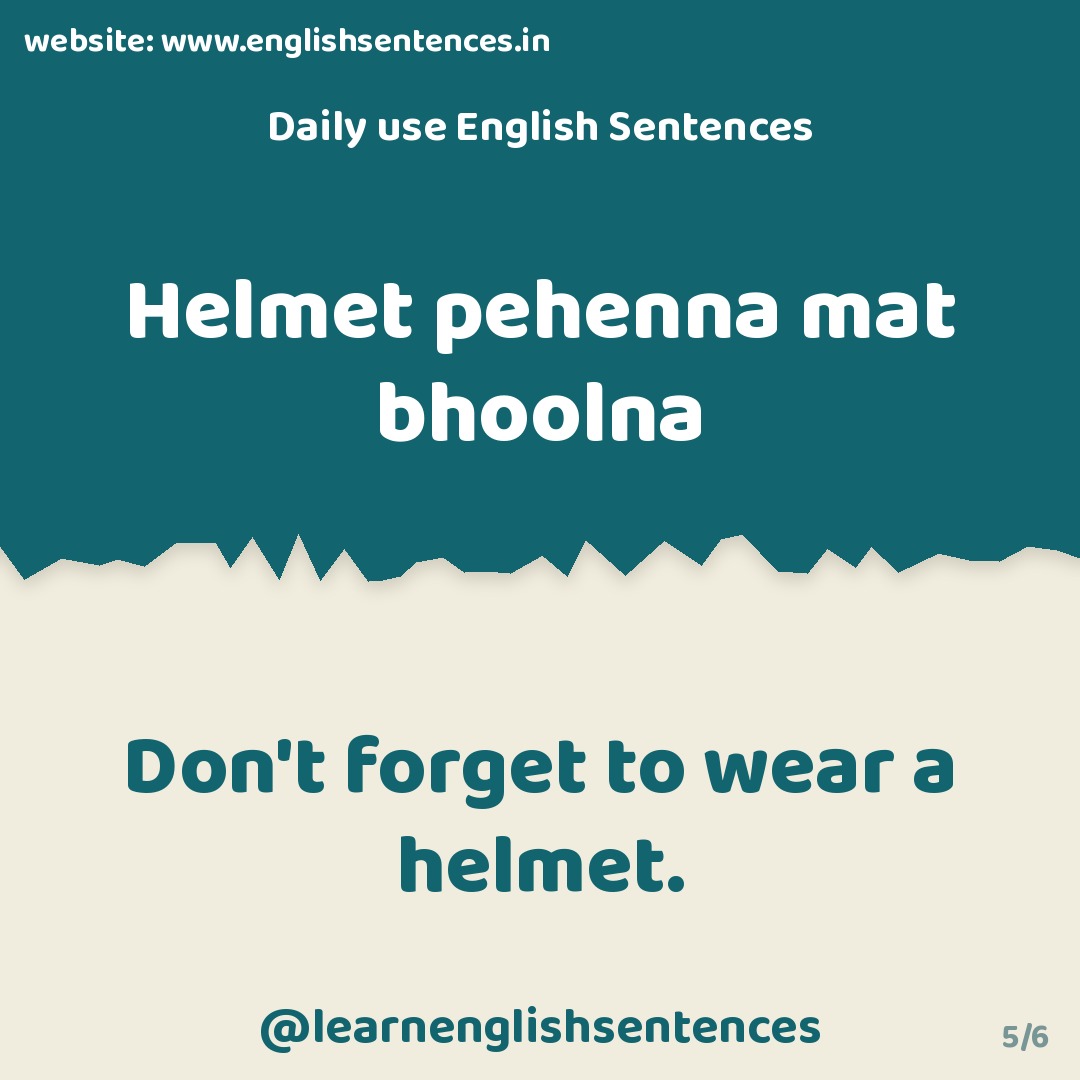 website: www.englishsentences.in
Daily use English Sentences
Helmet pehenna mat
bhoolna
Don't forget to wear a
helmet.
@learnenglishsentences
5/6